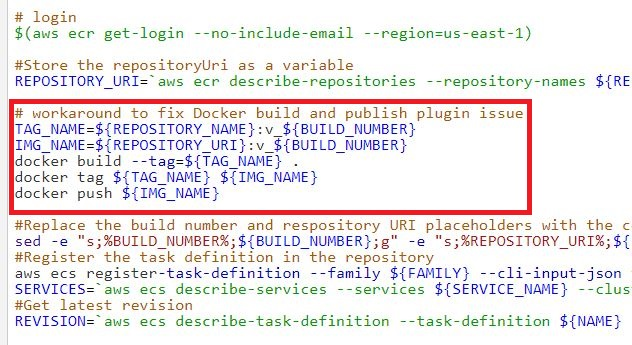 # login
$(aws ecr get-login --no-include-email --region=us-east-1)
#Store the repositoryUri as a variable
REPOSITORY_URI=`aws ecr describe-repositories --repository-names ${RE
# workaround to fix Docker build and publish plugin issue
TAG_NAME=${REPOSITORY_NAME}:v_${BUILD_NUMBER}
IMG_NAME=${REPOSITORY_URI}:v_${BUILD_NUMBER}
docker build --tag=${TAG_NAME} .
docker tag ${TAG_NAME} ${IMG_NAME}
docker push ${IMG_NAME}
#Replace the build number and respository URI placeholders with the c
sed -e "s;%BUILD_NUMBER%;${BUILD_NUMBER};g" -e "s;%REPOSITORY_URI%;${
#Register the task definition in the repository
aws ecs register-task-definition --family ${FAMILY} --cli-input-json
SERVICES=`aws ecs describe-services --services ${SERVICE_NAME} --clus
#Get latest revision
REVISION=`aws ecs describe-task-definition --task-definition ${NAME}